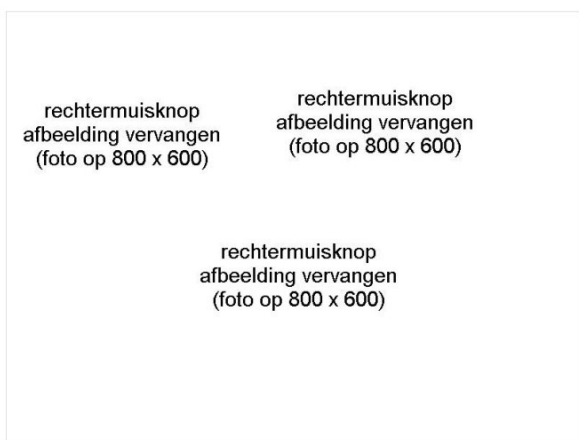 rechtermuisknop
afbeelding vervangen
(foto op 800 x 600)
rechtermuisknop
afbeelding vervangen
(foto op 800 x 600)
rechtermuisknop
afbeelding vervangen
(foto op 800 x 600)